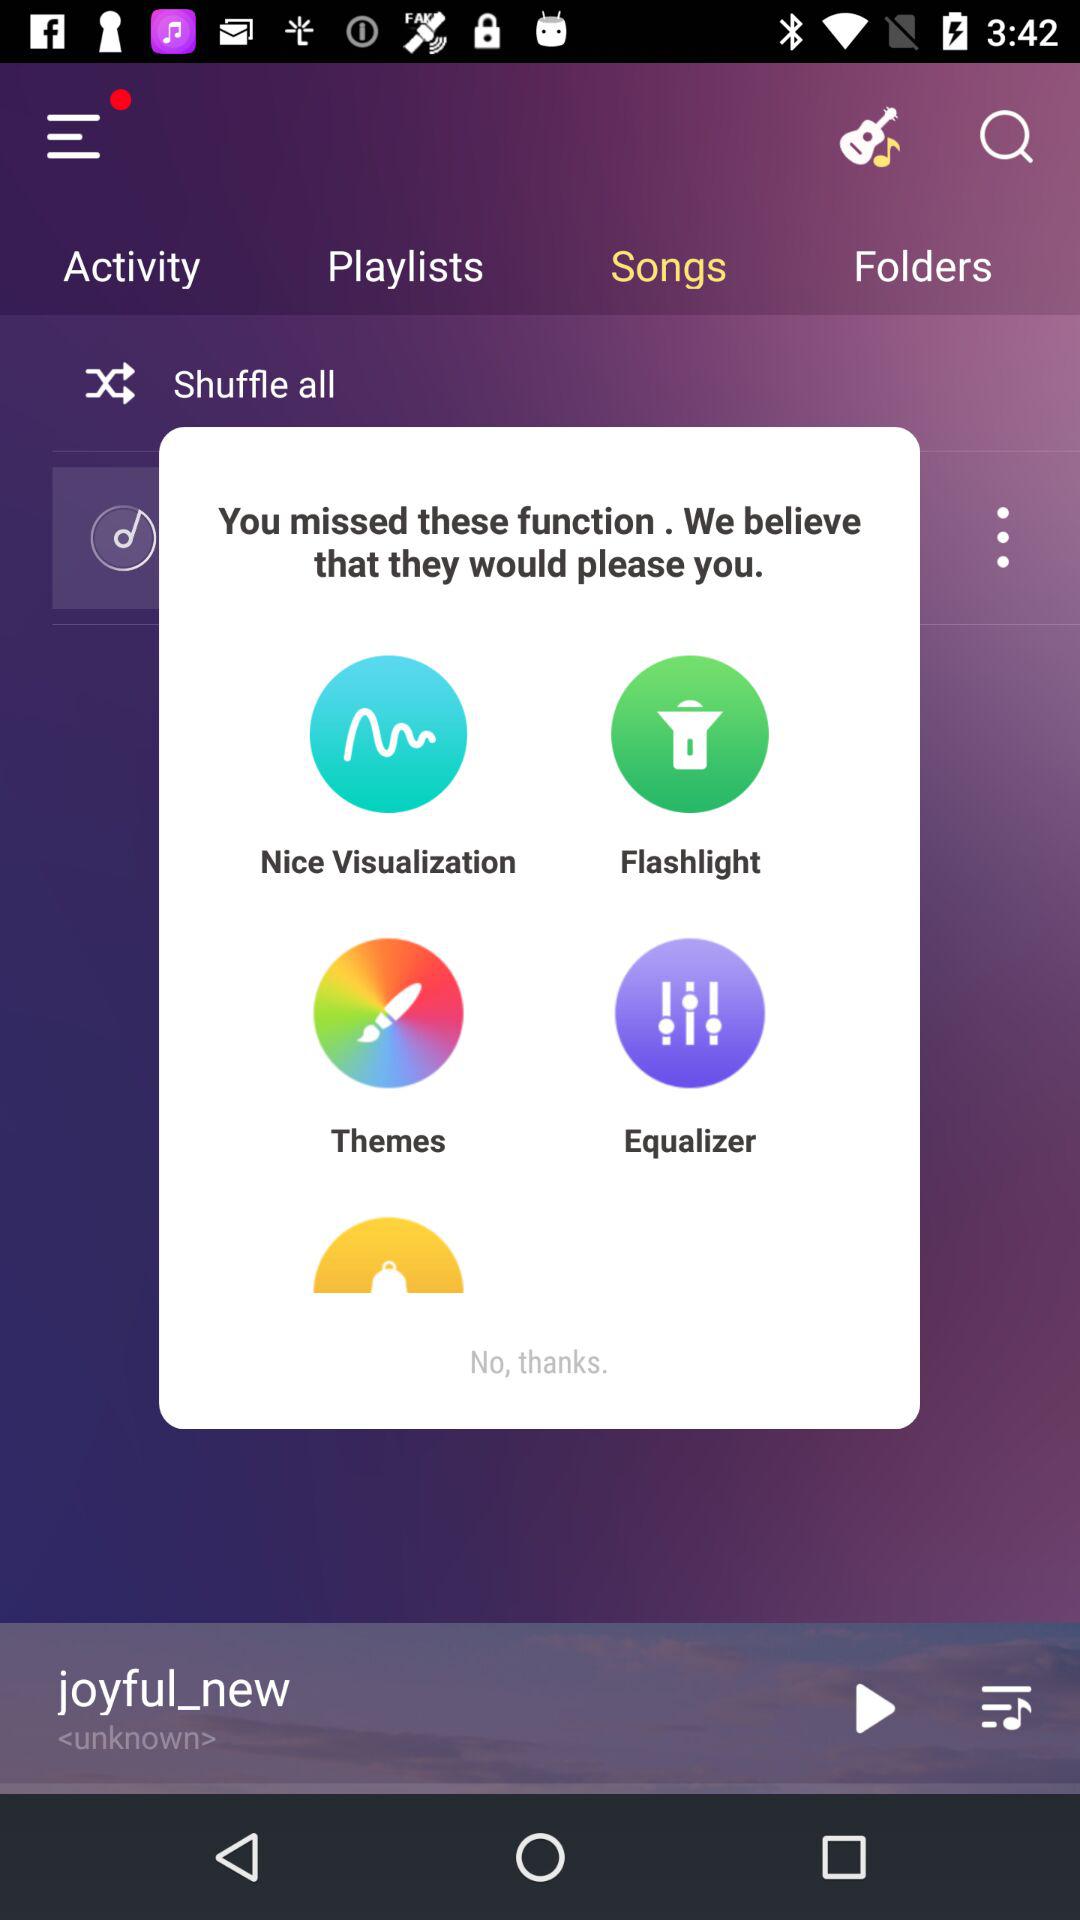 FAKE
3:42
Activity Playlists Songs Folders
Shuffle all
You missed these function . We believe
that they would please you.
Nice Visualization Flashlight
Themes Equalizer
No, thanks.
joyful_new
<unknown>